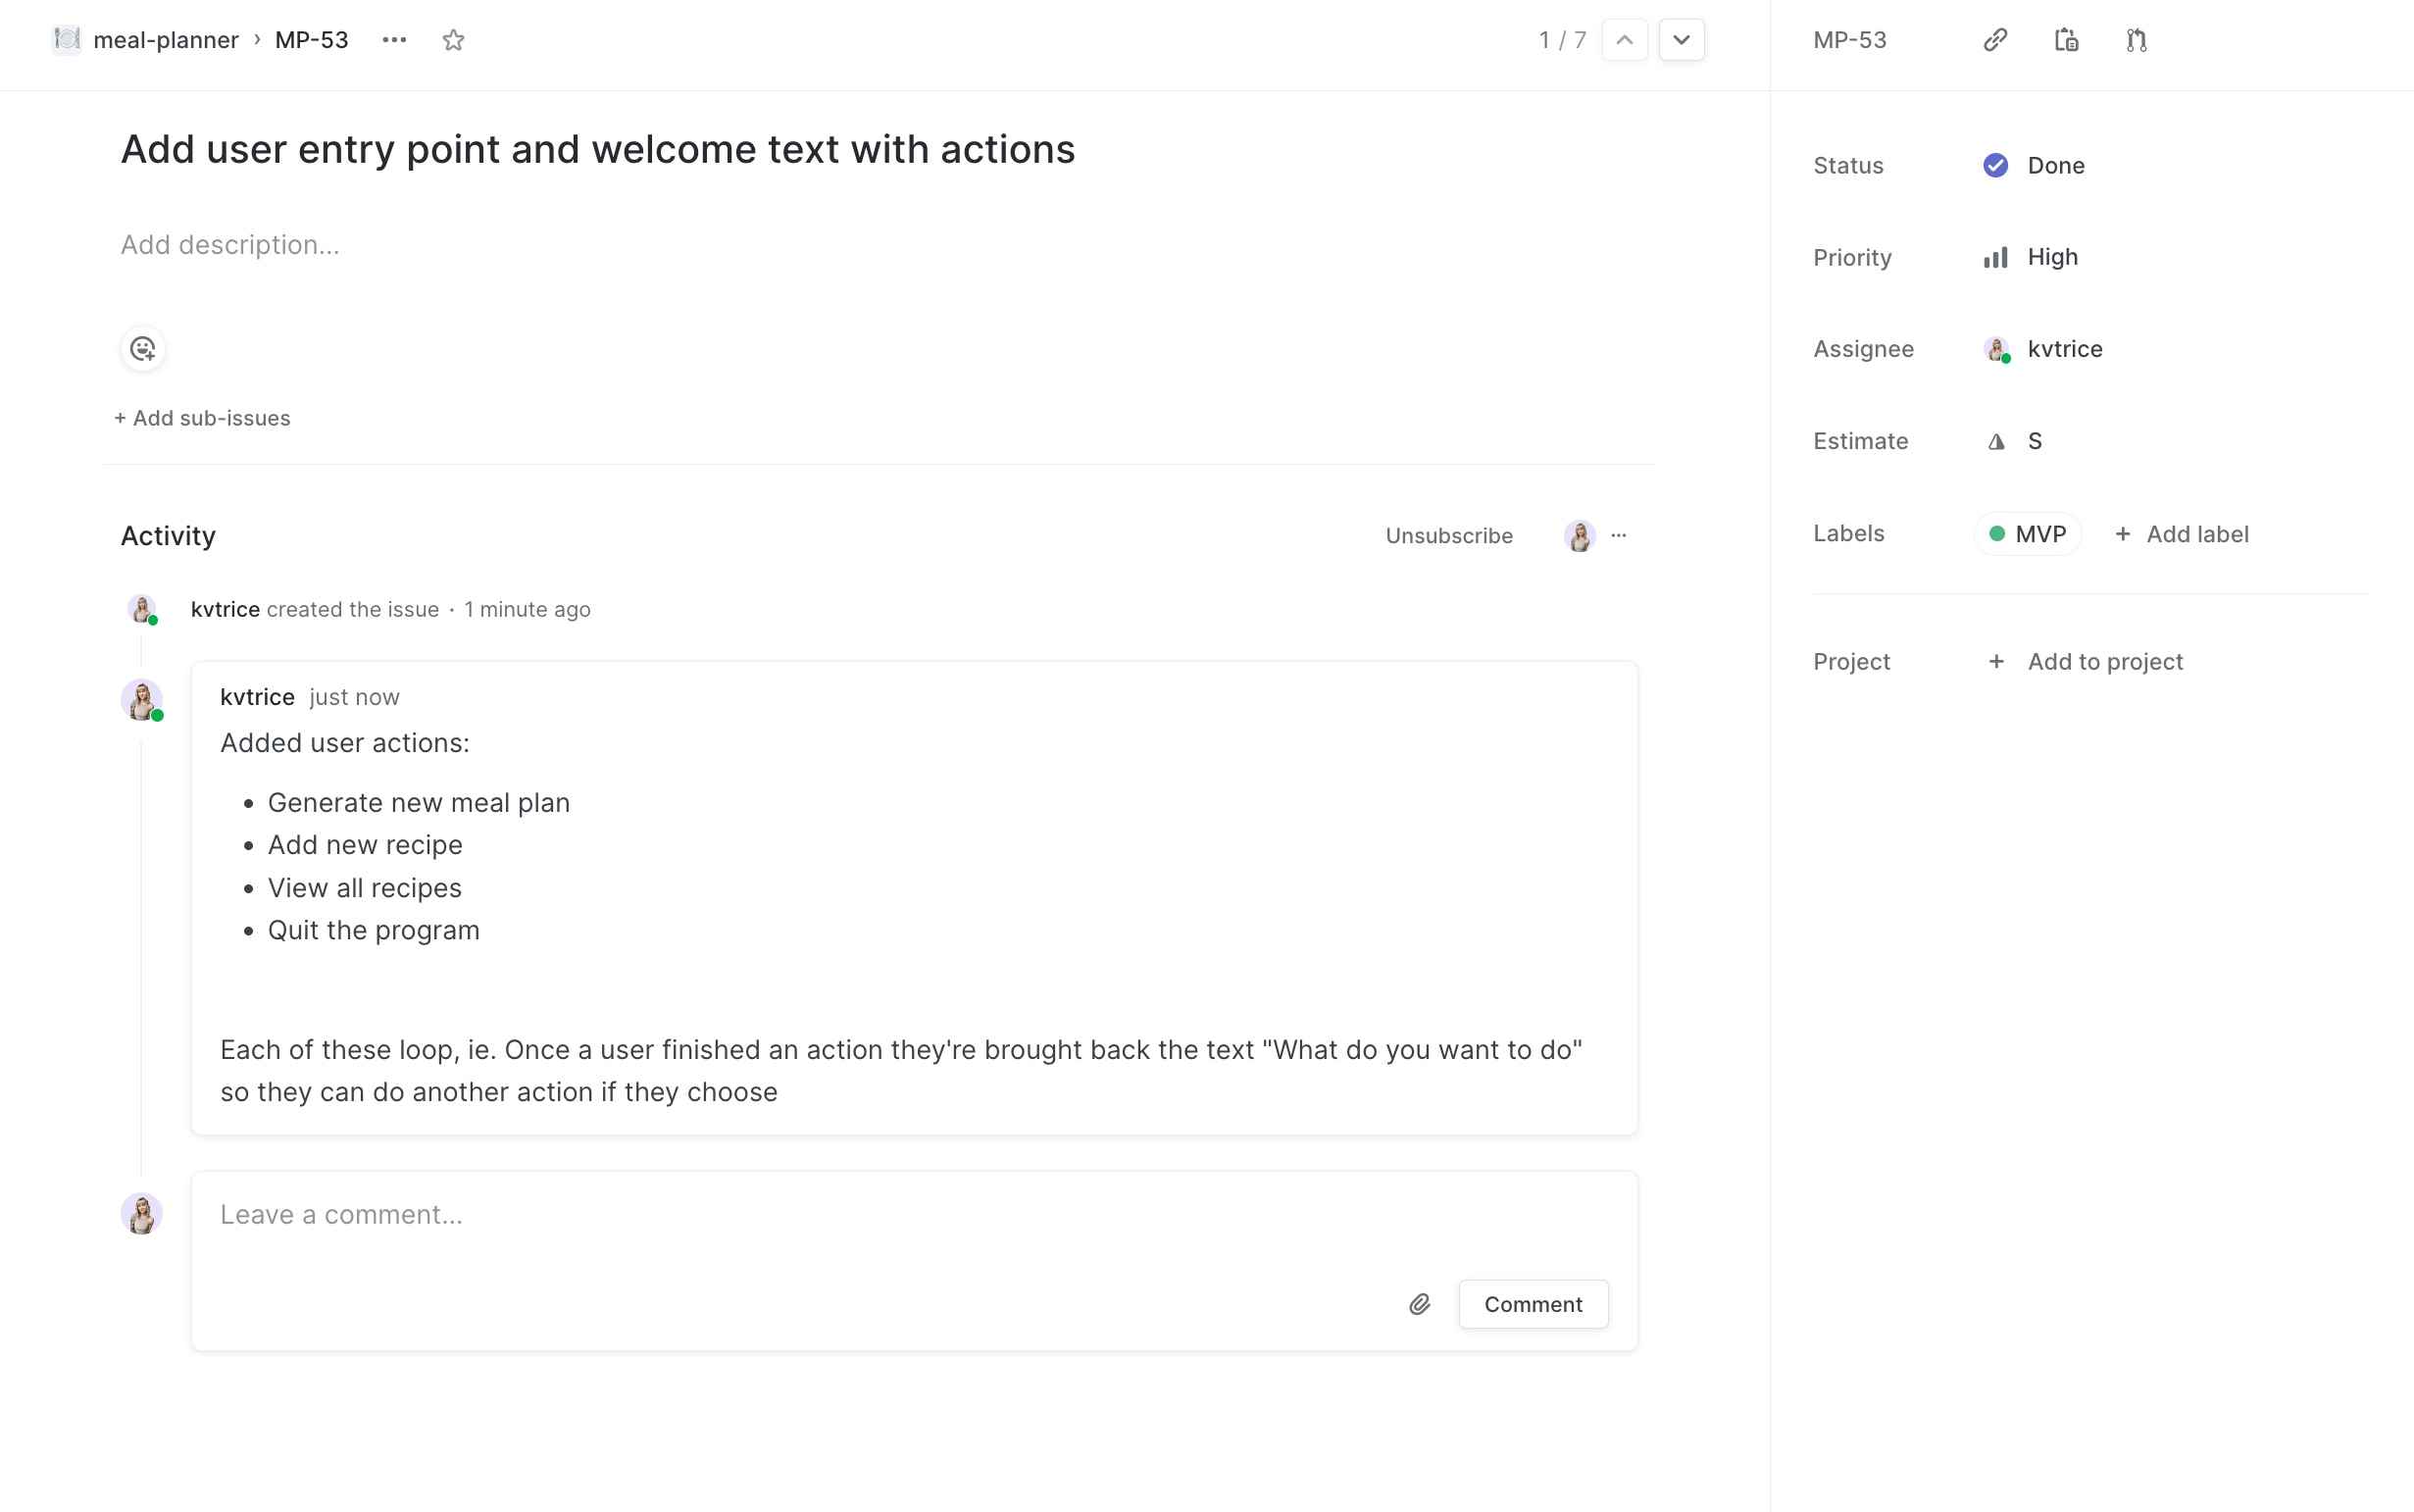 meal-planner › MP-53 ••• 1 / 7 MP-53
Add user entry point and welcome text with actions
Add description...
+ Add sub-issues
Activity Unsubscribe •••
kvtrice created the issue · 1 minute ago
kvtrice just now
Added user actions:
• Generate new meal plan
• Add new recipe
• View all recipes
• Quit the program
Each of these loop, ie. Once a user finished an action they're brought back the text "What do you want to do"
so they can do another action if they choose
Leave a comment...
Comment
Status Done
Priority High
Assignee kvtrice
Estimate S
Labels MVP + Add label
Project + Add to project